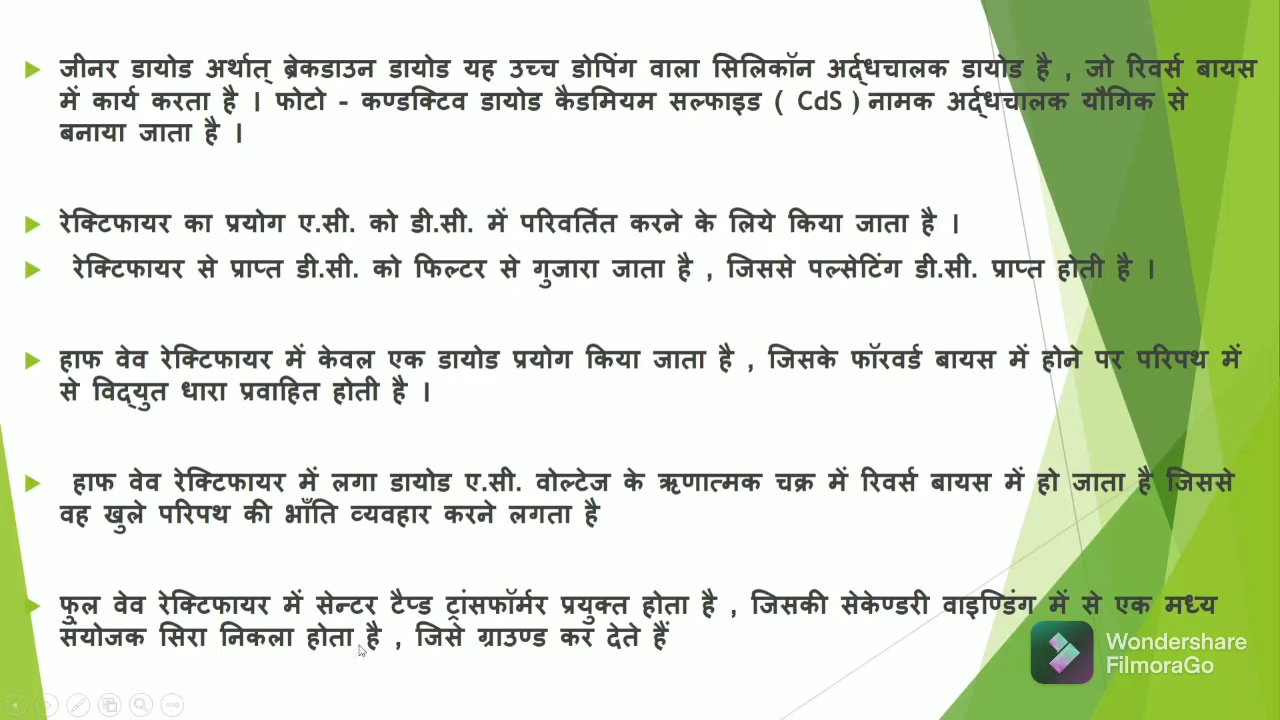 जीनर डायोड अर्थात् ब्रेकडाउन डायोड यह उच्च डोपिंग वाला सिलिकॉन अर्द्धचालक डायोड है , जो रिवर्स बायस
में कार्य करता है । फोटो - कण्डक्टिव डायोड कैडमियम सल्फाइड ( CdS ) नामक अर्द्धचालक यौगिक से
बनाया जाता है ।
रेक्टिफायर का प्रयोग ए.सी. को डी.सी. में परिवर्तित करने के लिये किया जाता है ।
रेक्टिफायर से प्राप्त डी.सी. को फिल्टर से गुजारा जाता है , जिससे पल्सेटिंग डी.सी. प्राप्त होती है ।
हाफ वेव रेक्टिफायर में केवल एक डायोड प्रयोग किया जाता है , जिसके फॉरवर्ड बायस में होने पर परिपथ में
से विद्युत धारा प्रवाहित होती है ।
हाफ वेव रेक्टिफायर में लगा डायोड ए.सी. वोल्टेज के ऋणात्मक चक्र में रिवर्स बायस में हो जाता है जिससे
वह खुले परिपथ की भाँति व्यवहार करने लगता है
फुल वेव रेक्टिफायर में सेन्टर टैप्ड ट्रांसफॉर्मर प्रयुक्त होता है , जिसकी सेकेण्डरी वाइण्डिंग में से एक मध्य
संयोजक सिरा निकला होता है , जिसे ग्राउण्ड कर देते हैं
Wondershare
FilmoraGo